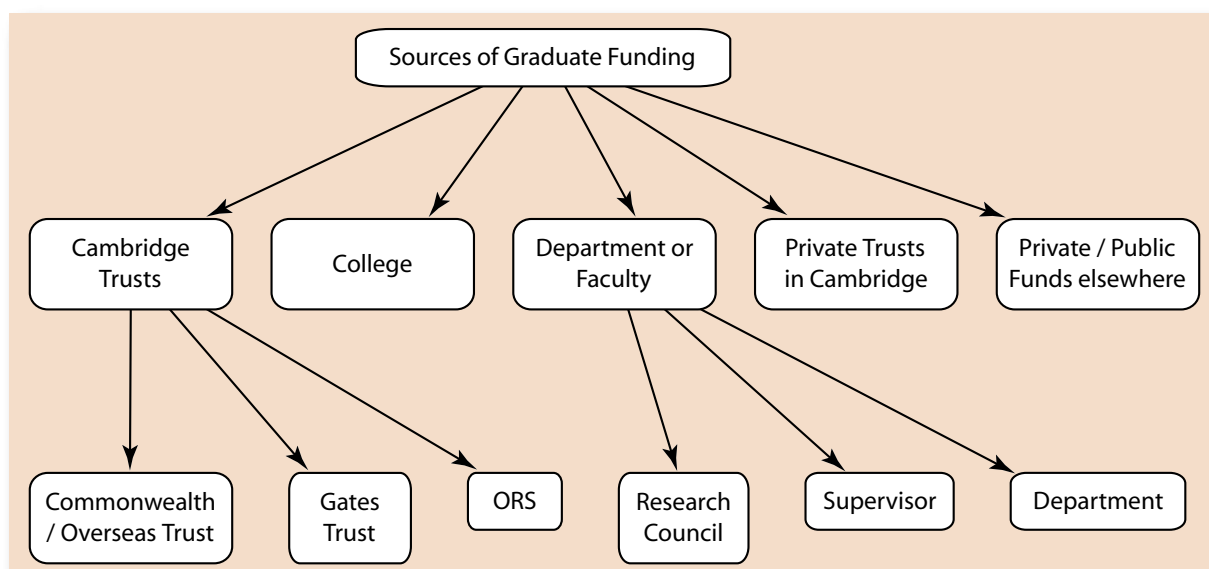 Sources of Graduate Funding
Cambridge
Trusts
College
Department or
Faculty
Private Trusts
in Cambridge
Private / Public
Funds elsewhere
Commonwealth
/ Overseas Trust
Gates
Trust
ORS
Research
Council
Supervisor
Department